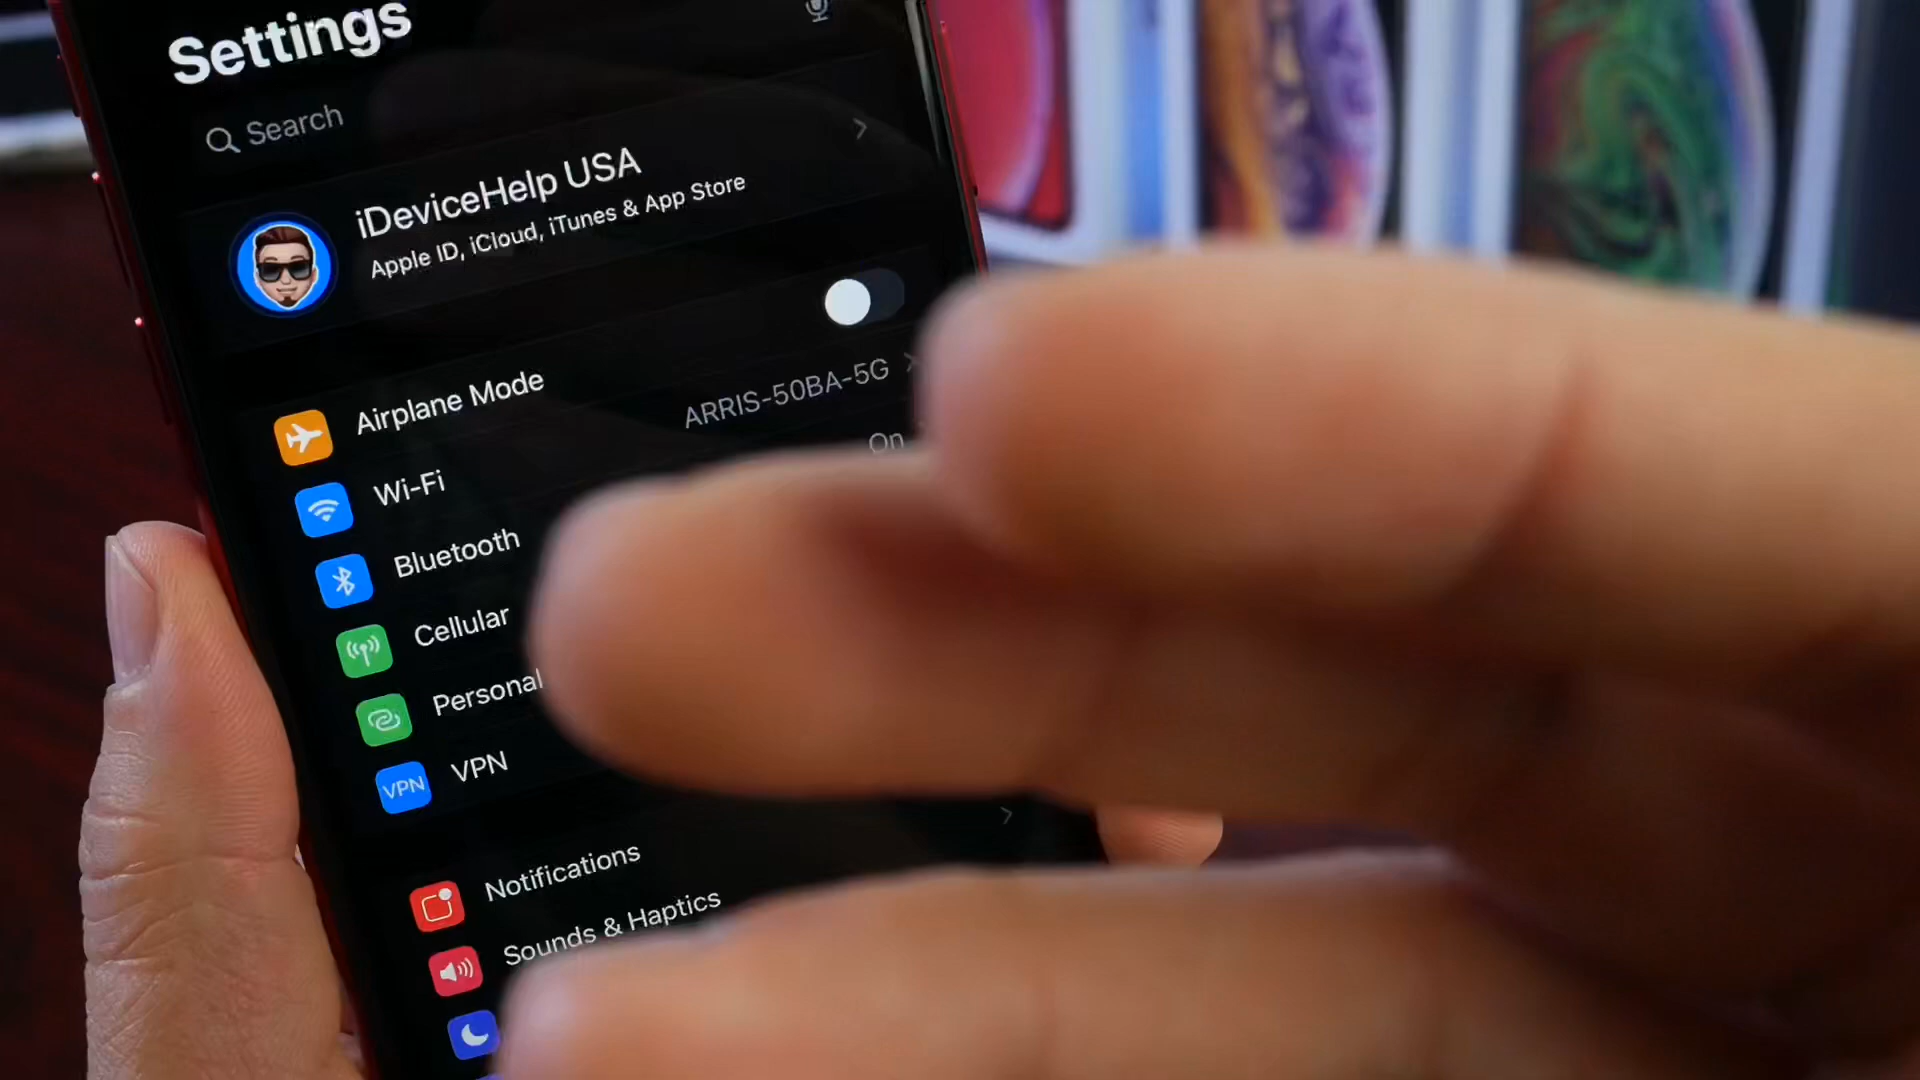 Settings
Search
iDeviceHelp USA
Apple ID, iCloud, iTunes & App Store
Airplane Mode
Wi-Fi
ARRIS-50BA-5G
Bluetooth
On
Cellular
Personal
VPN
VPN
Notifications
Sounds & Haptics